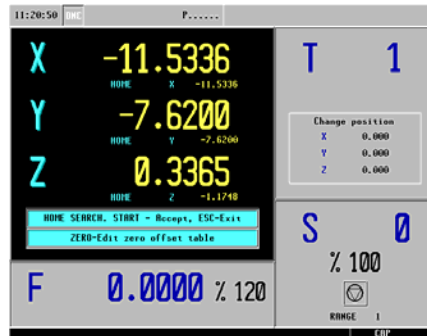 11:20:50 DNC P......
X -11.5336
HOME X -11.5336
Y -7.6200
HOME Y -7.6200
Z 0.3365
HOME Z -1.1740
HOME SEARCH. START - Accept, ESC-Exit
ZERO-Edit zero offset table
F 0.0000 % 120
T 1
Change position
X 0.000
Y 0.000
Z 0.000
S 0
% 100
RANGE 1
CAP